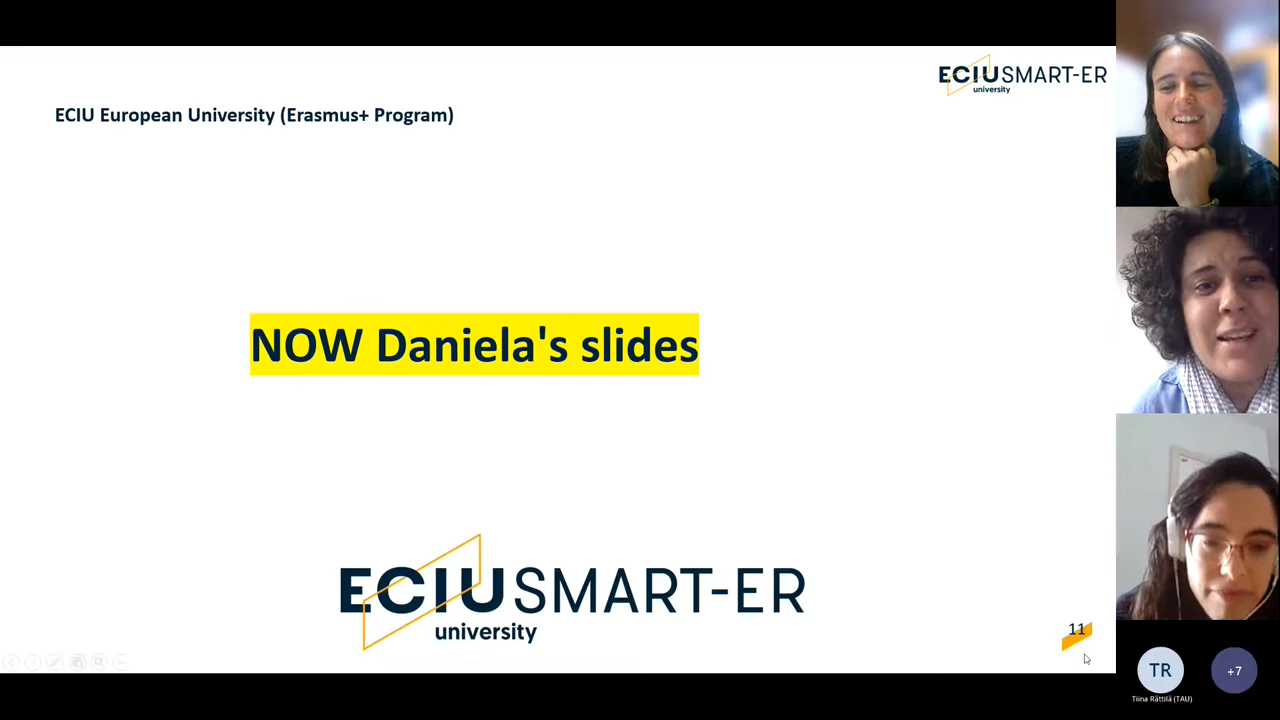 ECIU SMART-ER
university
ECIU European University (Erasmus+ Program)
NOW Daniela's slides
ECIU SMART-ER
university
11
TR
+7
Tiina Rättilä (TAU)